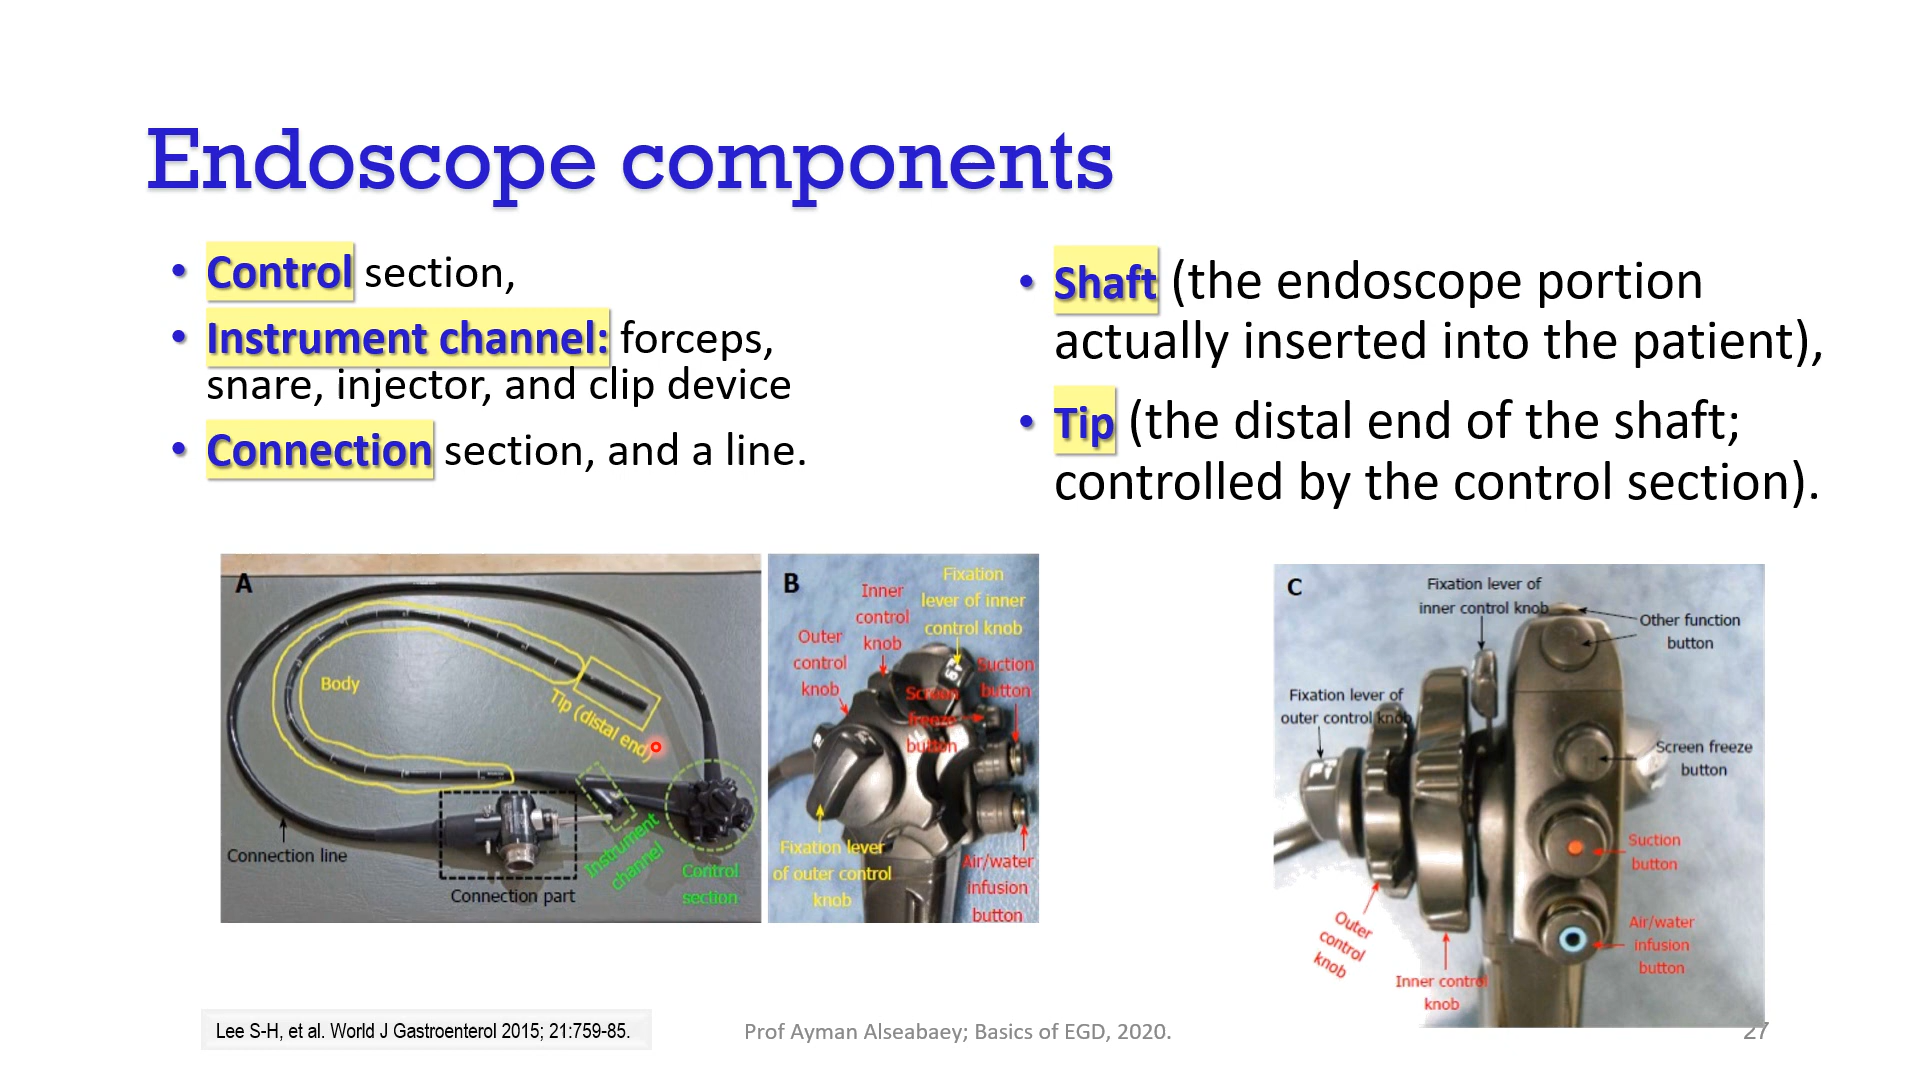 Endoscope components
• Control section,
• Instrument channel: forceps,
snare, injector, and clip device
• Connection section, and a line.
• Shaft (the endoscope portion
actually inserted into the patient),
• Tip (the distal end of the shaft;
controlled by the control section).
A
Body
Tip (distal end)
Connection line
Connection part
Instrument
channel
Control
section
B
Fixation
lever of inner
control knob
Inner
control
knob
Outer
control
knob
Suction
button
Screen
freeze
button
Fixation lever
of outer control
knob
Air/water
infusion
button
C
Fixation lever of
inner control knob
Other function
button
Fixation lever of
outer control knob
Screen freeze
button
Suction
button
Outer
control
knob
Air/water
infusion
button
Inner control
knob
Lee S-H, et al. World J Gastroenterol 2015; 21:759-85.
Prof Ayman Alseabaey; Basics of EGD, 2020.
27